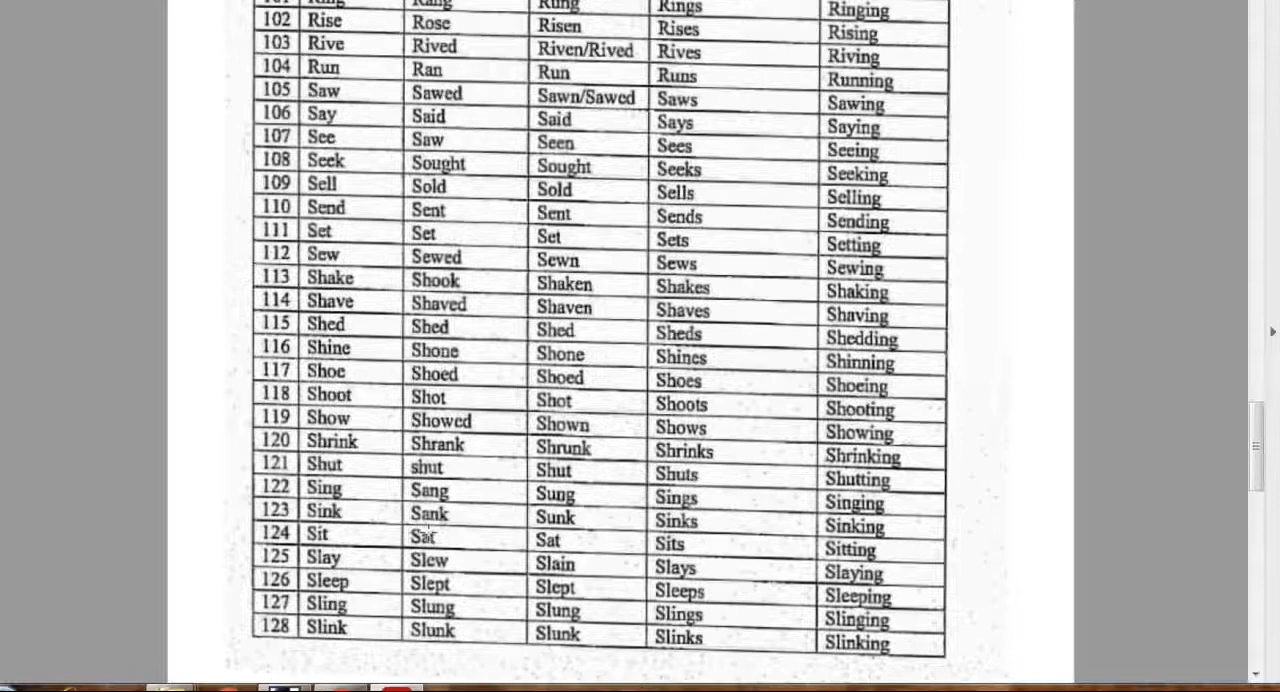 101 Ring Rang Rung Rings Ringing
102 Rise Rose Risen Rises Rising
103 Rive Rived Riven/Rived Rives Riving
104 Run Ran Run Runs Running
105 Saw Sawed Sawn/Sawed Saws Sawing
106 Say Said Said Says Saying
107 See Saw Seen Sees Seeing
108 Seek Sought Sought Seeks Seeking
109 Sell Sold Sold Sells Selling
110 Send Sent Sent Sends Sending
111 Set Set Set Sets Setting
112 Sew Sewed Sewn Sews Sewing
113 Shake Shook Shaken Shakes Shaking
114 Shave Shaved Shaven Shaves Shaving
115 Shed Shed Shed Sheds Shedding
116 Shine Shone Shone Shines Shinning
117 Shoe Shoed Shoed Shoes Shoeing
118 Shoot Shot Shot Shoots Shooting
119 Show Showed Shown Shows Showing
120 Shrink Shrank Shrunk Shrinks Shrinking
121 Shut shut Shut Shuts Shutting
122 Sing Sang Sung Sings Singing
123 Sink Sank Sunk Sinks Sinking
124 Sit Sat Sat Sits Sitting
125 Slay Slew Slain Slays Slaying
126 Sleep Slept Slept Sleeps Sleeping
127 Sling Slung Slung Slings Slinging
128 Slink Slunk Slunk Slinks Slinking